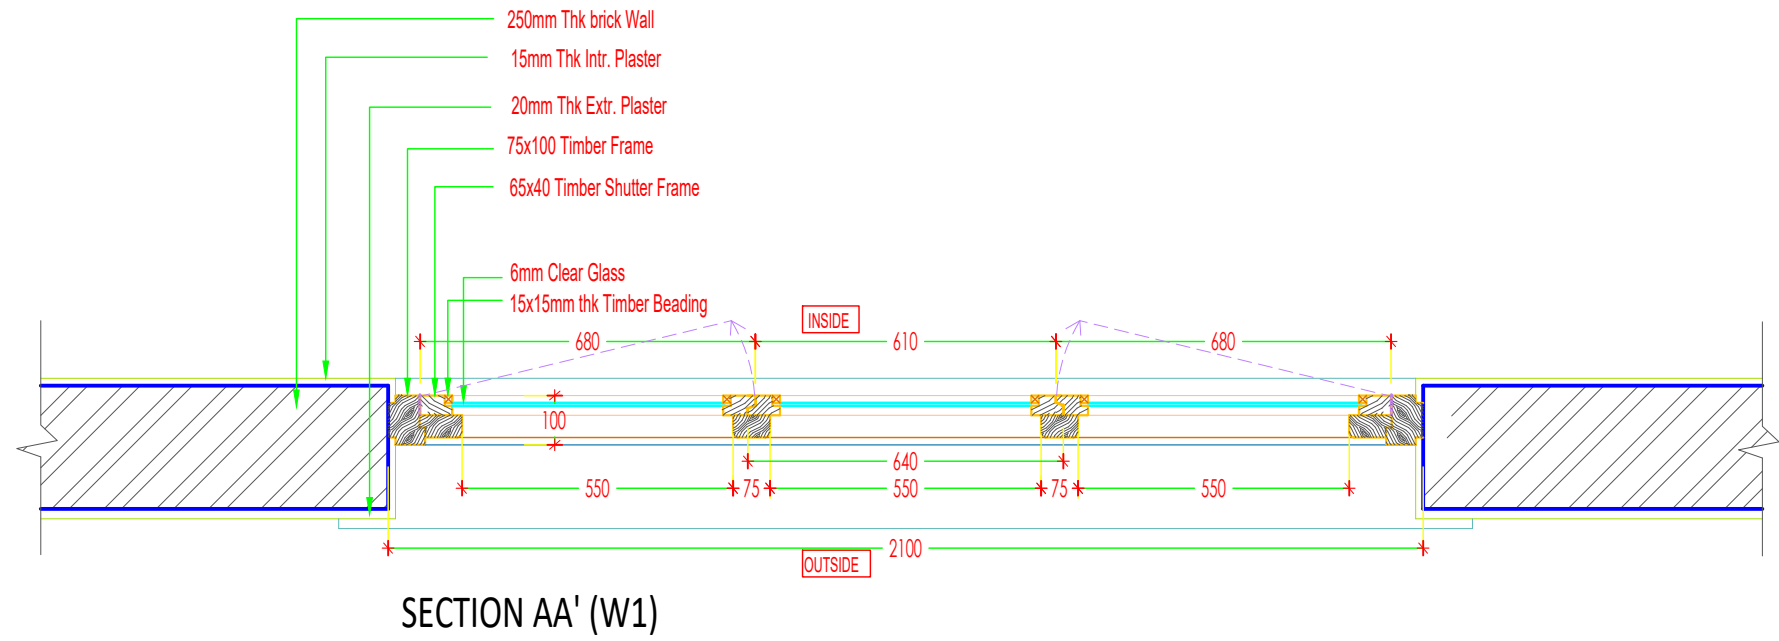 250mm Thk brick Wall
15mm Thk Intr. Plaster
20mm Thk Extr. Plaster
75x100 Timber Frame
65x40 Timber Shutter Frame
6mm Clear Glass
15x15mm thk Timber Beading
INSIDE
680
610
680
100
640
550
75
550
75
550
2100
OUTSIDE
SECTION AA' (W1)